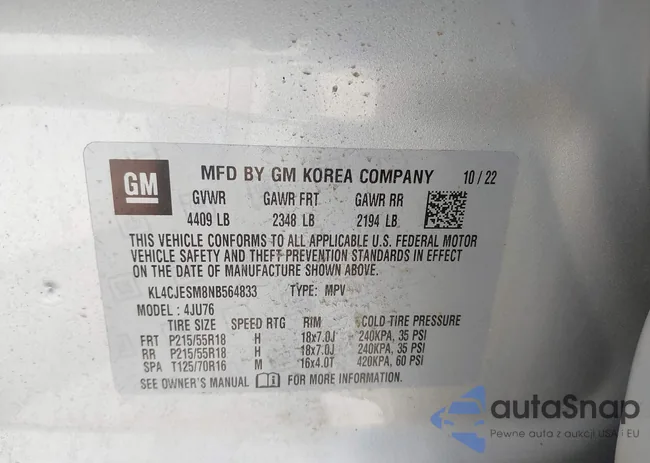 GM MFD BY GM KOREA COMPANY 10 / 22
GVWR GAWR FRT GAWR RR
4409 LB 2348 LB 2194 LB
THIS VEHICLE CONFORMS TO ALL APPLICABLE U.S. FEDERAL MOTOR
VEHICLE SAFETY AND THEFT PREVENTION STANDARDS IN EFFECT
ON THE DATE OF MANUFACTURE SHOWN ABOVE.
KL4CJESM8NB564833 TYPE: MPV
MODEL : 4JU76
TIRE SIZE SPEED RTG RIM COLD TIRE PRESSURE
FRT P215/55R18 H 18x7.0J 240KPA, 35 PSI
RR P215/55R18 H 18x7.0J 240KPA, 35 PSI
SPA T125/70R16 M 16x4.0T 420KPA, 60 PSI
SEE OWNER'S MANUAL FOR MORE INFORMATION.
autaSnap
Pewne auta z aukcji USA i EU